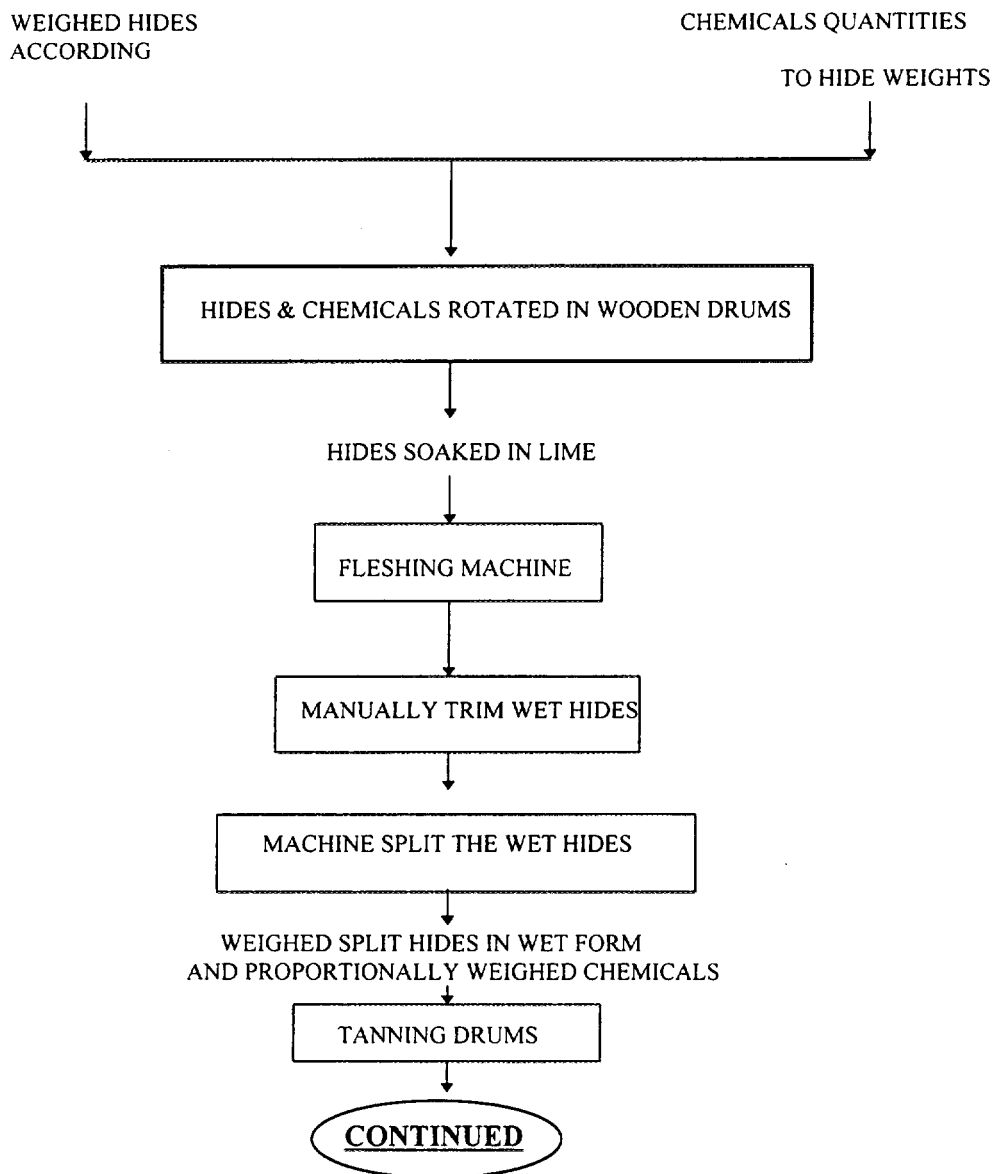 WEIGHED HIDES
ACCORDING
CHEMICALS QUANTITIES
TO HIDE WEIGHTS
HIDES & CHEMICALS ROTATED IN WOODEN DRUMS
HIDES SOAKED IN LIME
FLESHING MACHINE
MANUALLY TRIM WET HIDES
MACHINE SPLIT THE WET HIDES
WEIGHED SPLIT HIDES IN WET FORM
AND PROPORTIONALLY WEIGHED CHEMICALS
TANNING DRUMS
CONTINUED